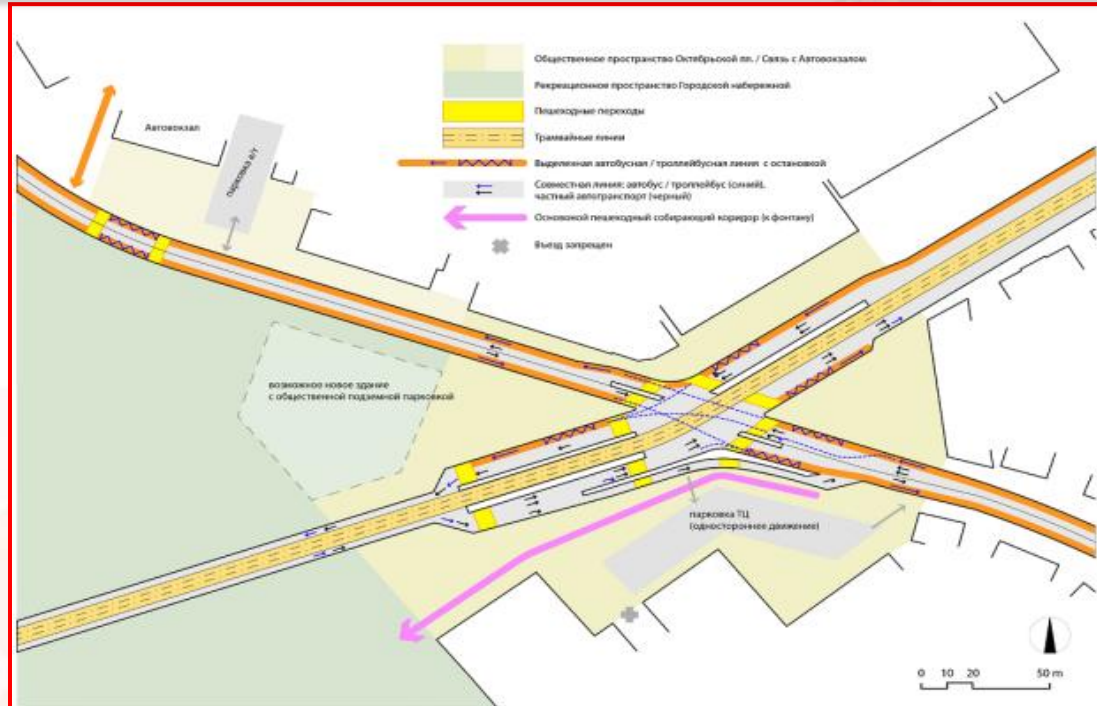 Общественное пространство Октябрьской пл. / Связь с Автовокзалом
Рекреационное пространство Городской набережной
Пешеходные переходы
Трамвайные линии
Выделенная автобусная / троллейбусная линия с остановкой
Совместная линия: автобус / троллейбус (синий),
частный автотранспорт (черный)
Основоной пешеходный собирающий коридор (к фонтану)
Въезд запрещен
Автовокзал
парковка а/т
возможное новое здание
с общественной подземной парковкой
парковка ТЦ
(одностороннее движение)
0 10 20 50 m